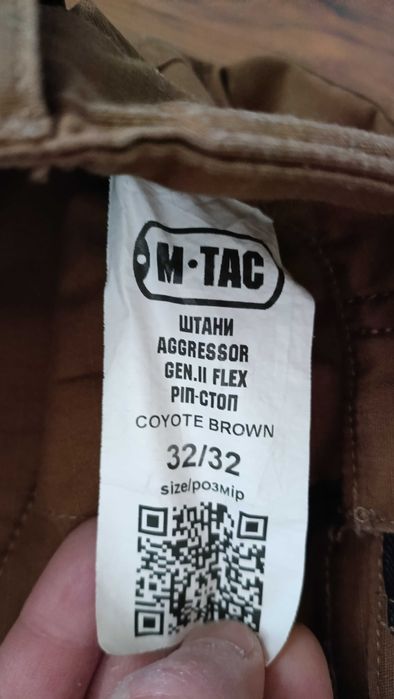 M·TAC
ШТАНИ
AGGRESSOR
GEN.II FLEX
РІП-СТОП
COYOTE BROWN
32/32
size/розмір